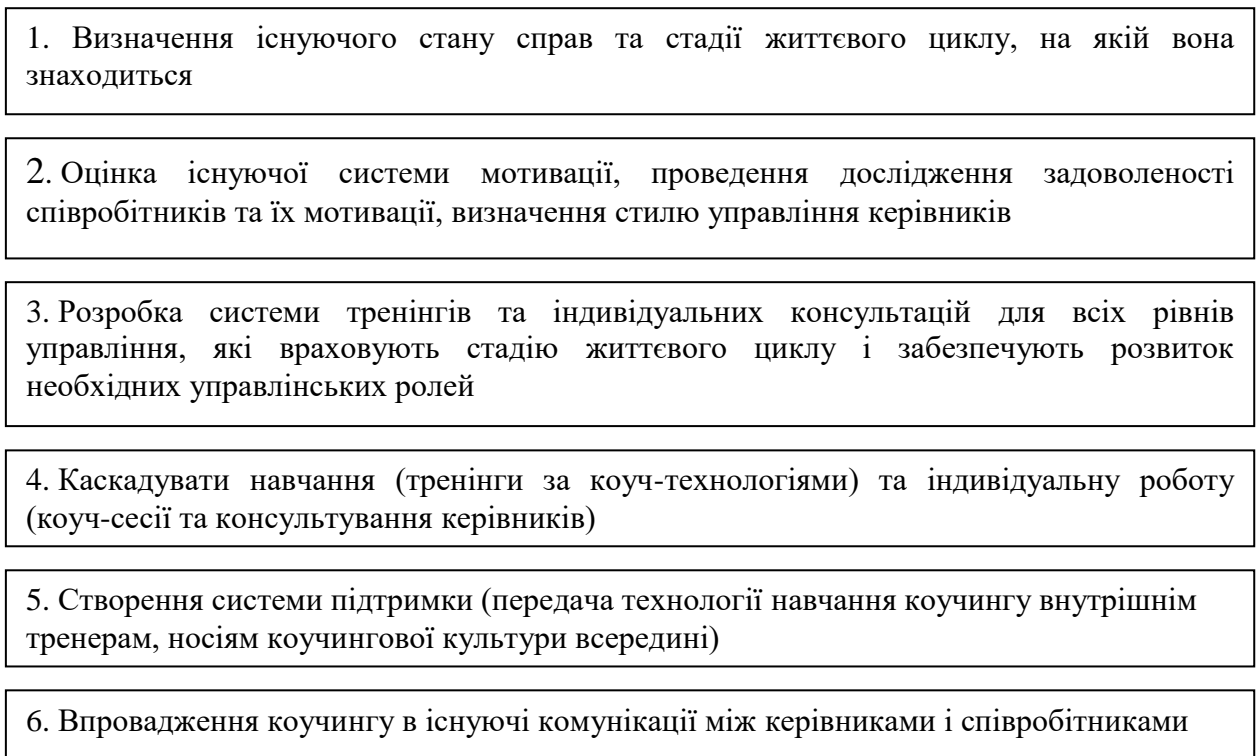 1. Визначення існуючого стану справ та стадії життєвого циклу, на якій вона
знаходиться
2. Оцінка існуючої системи мотивації, проведення дослідження задоволеності
співробітників та їх мотивації, визначення стилю управління керівників
3. Розробка системи тренінгів та індивідуальних консультацій для всіх рівнів
управління, які враховують стадію життєвого циклу і забезпечують розвиток
необхідних управлінських ролей
4. Каскадувати навчання (тренінги за коуч-технологіями) та індивідуальну роботу
(коуч-сесії та консультування керівників)
5. Створення системи підтримки (передача технології навчання коучингу внутрішнім
тренерам, носіям коучингової культури всередині)
6. Впровадження коучингу в існуючі комунікації між керівниками і співробітниками